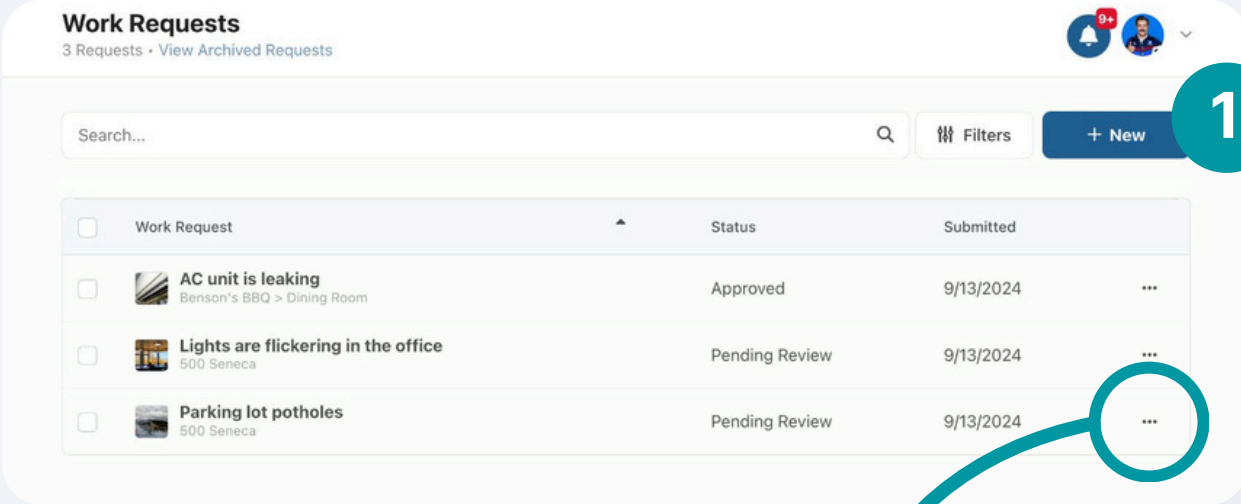 Work Requests
3 Requests • View Archived Requests
9+
1
Search...
Filters
+ New
Work Request Status Submitted
AC unit is leaking
Benson's BBQ > Dining Room
Approved 9/13/2024 •••
Lights are flickering in the office
500 Seneca
Pending Review 9/13/2024 •••
Parking lot potholes
500 Seneca
Pending Review 9/13/2024 •••